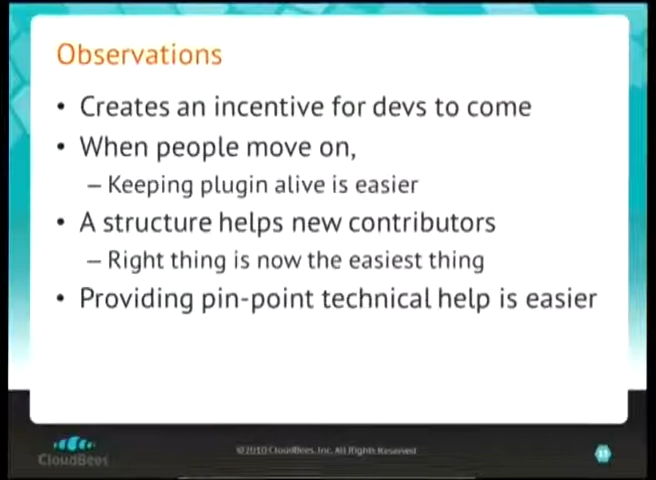 Observations
• Creates an incentive for devs to come
• When people move on,
– Keeping plugin alive is easier
• A structure helps new contributors
– Right thing is now the easiest thing
• Providing pin-point technical help is easier
CloudBees
©2010 CloudBees, Inc. All Rights Reserved